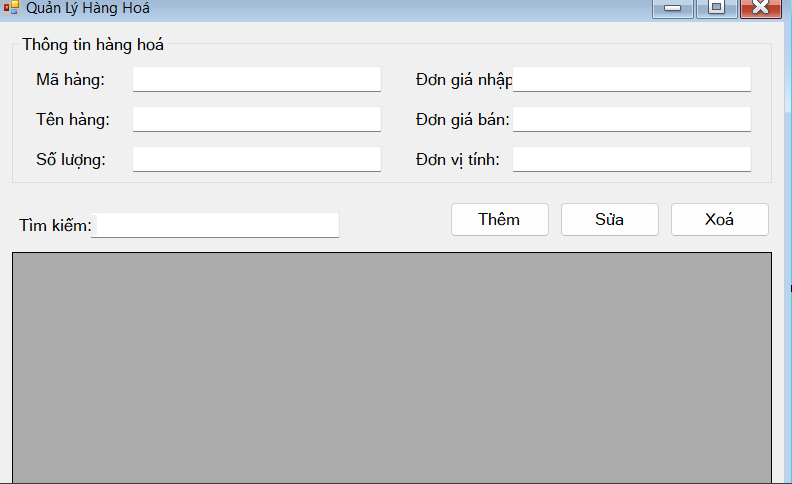 Quản Lý Hàng Hoá
Thông tin hàng hoá
Mã hàng:
Đơn giá nhập
Tên hàng:
Đơn giá bán:
Số lượng:
Đơn vị tính:
Tìm kiếm:
Thêm
Sửa
Xoá